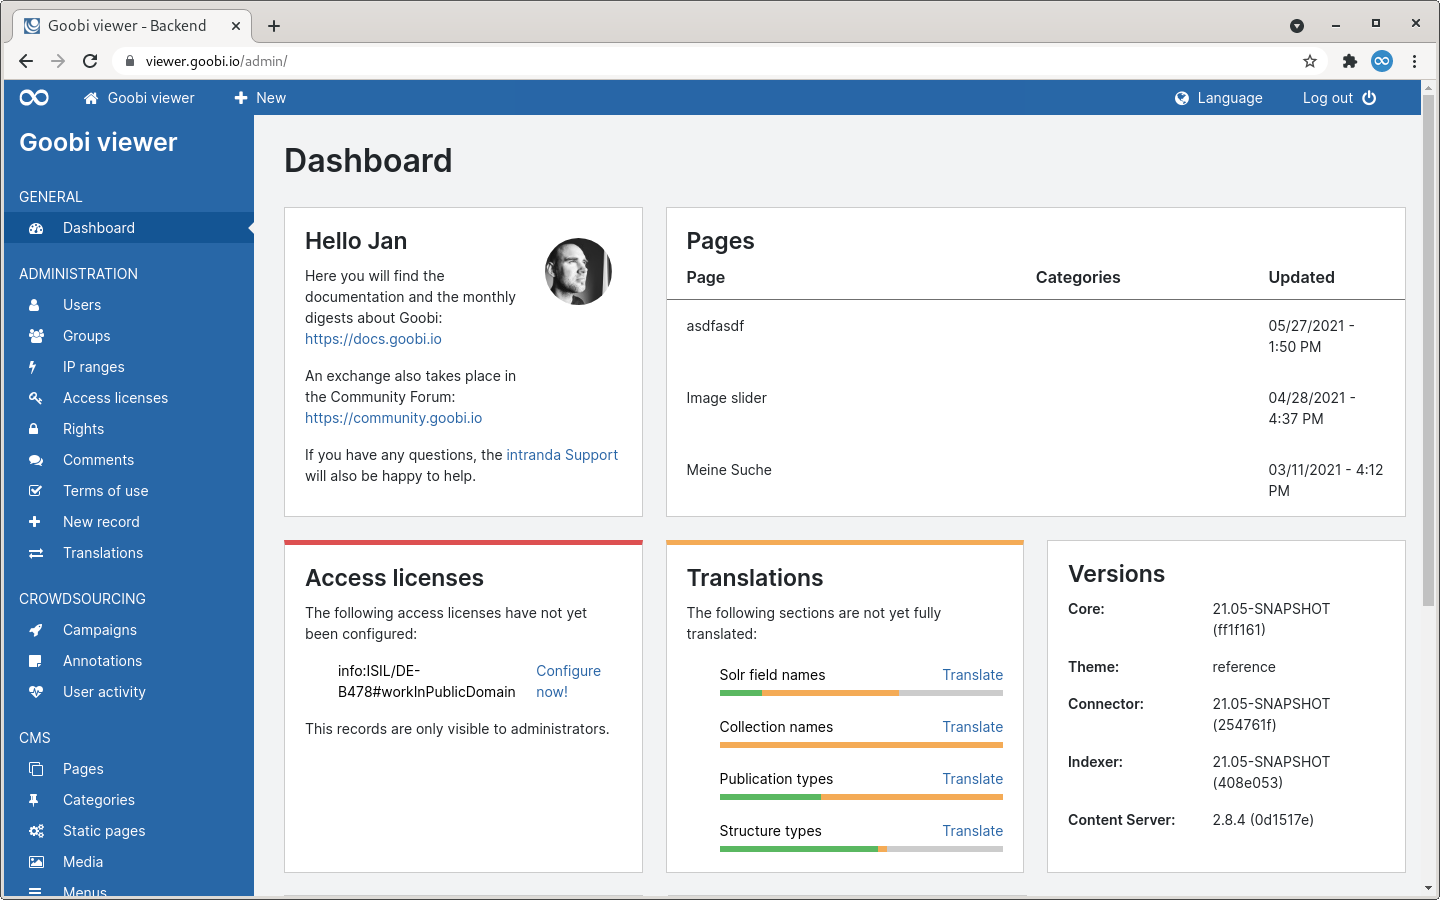 Goobi viewer - Backend
viewer.goobi.io/admin/
Goobi viewer
New
Language
Log out
Goobi viewer
GENERAL
Dashboard
ADMINISTRATION
Users
Groups
IP ranges
Access licenses
Rights
Comments
Terms of use
New record
Translations
CROWDSOURCING
Campaigns
Annotations
User activity
CMS
Pages
Categories
Static pages
Media
Menus
Dashboard
Hello Jan
Here you will find the
documentation and the monthly
digests about Goobi:
https://docs.goobi.io
An exchange also takes place in
the Community Forum:
https://community.goobi.io
If you have any questions, the intranda Support
will also be happy to help.
Pages
Page Categories Updated
asdfasdf 05/27/2021 -
1:50 PM
Image slider 04/28/2021 -
4:37 PM
Meine Suche 03/11/2021 - 4:12
PM
Access licenses
The following access licenses have not yet
been configured:
info:ISIL/DE- Configure
B478#workInPublicDomain now!
This records are only visible to administrators.
Translations
The following sections are not yet fully
translated:
Solr field names Translate
Collection names Translate
Publication types Translate
Structure types Translate
Versions
Core: 21.05-SNAPSHOT
(ff1f161)
Theme: reference
Connector: 21.05-SNAPSHOT
(254761f)
Indexer: 21.05-SNAPSHOT
(408e053)
Content Server: 2.8.4 (0d1517e)